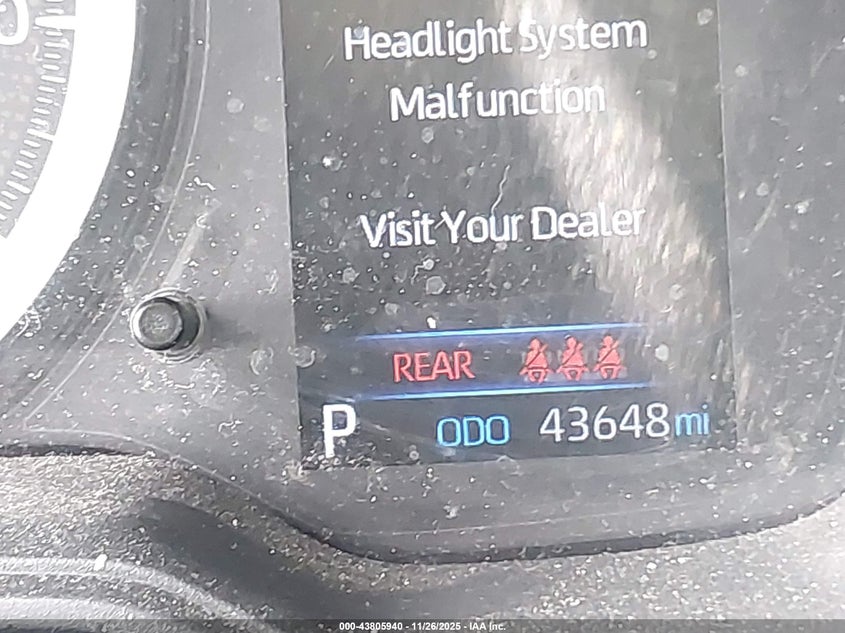 Headlight System
Malfunction
Visit Your Dealer
REAR
P ODO 43648 mi
000-43805940 - 11/26/2025 - IAA Inc.